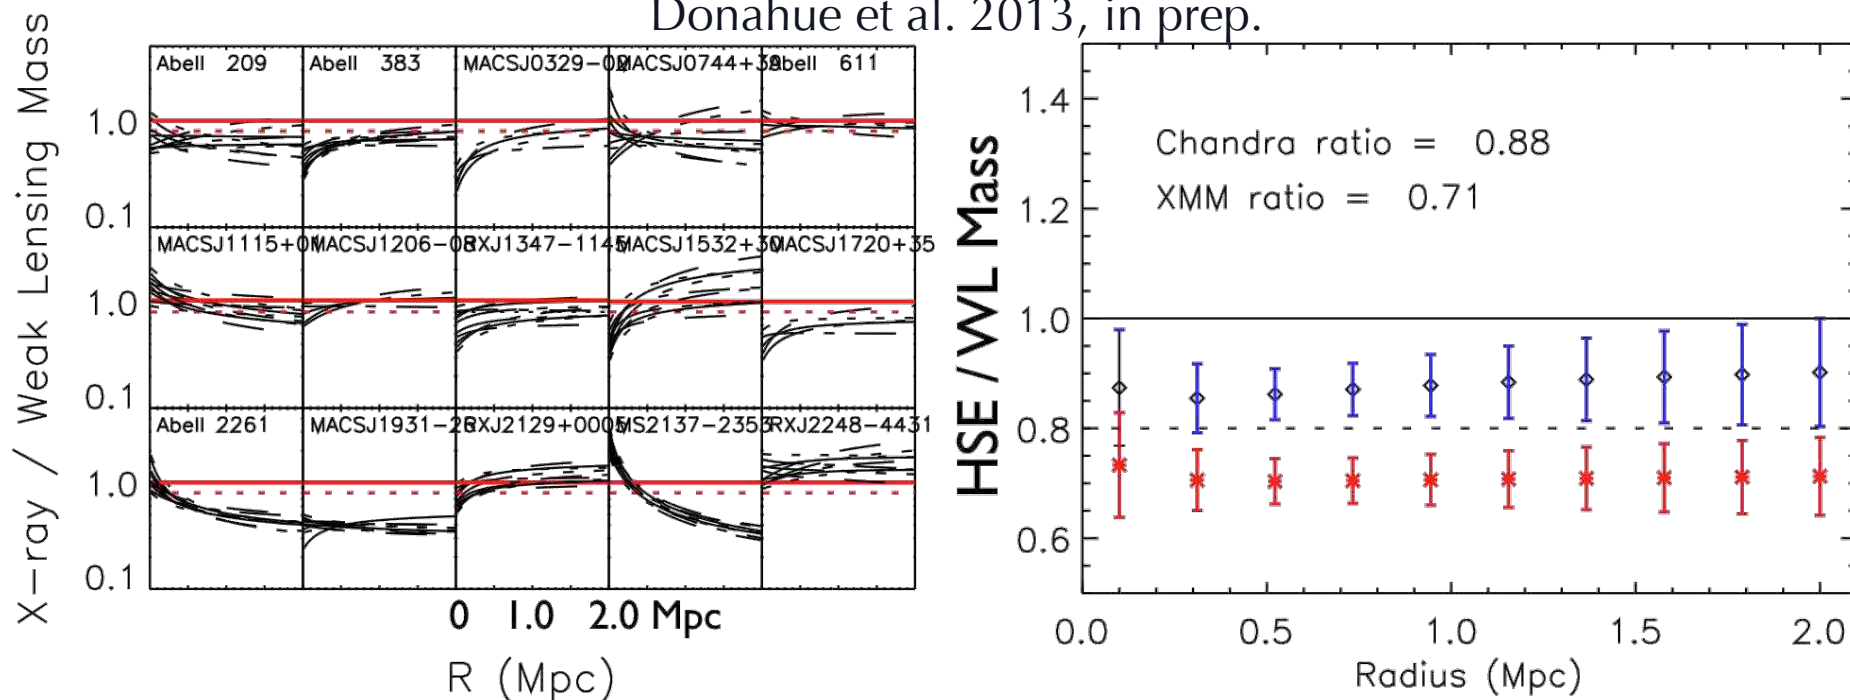 Donahue et al. 2013, in prep.
X-ray / Weak Lensing Mass
Abell 209
Abell 383
MACSJ0329-02
MACSJ0744+39
Abell 611
1.0
0.1
MACSJ1115+01
MACSJ1206-08
RXJ1347-1145
MACSJ1532+30
MACSJ1720+35
1.0
0.1
Abell 2261
MACSJ1931-26
RXJ2129+0005
MS2137-2353
RXJ2248-4431
1.0
0.1
0 1.0 2.0 Mpc
R (Mpc)
HSE / WL Mass
1.4
Chandra ratio = 0.88
XMM ratio = 0.71
1.2
1.0
0.8
0.6
0.0 0.5 1.0 1.5 2.0
Radius (Mpc)